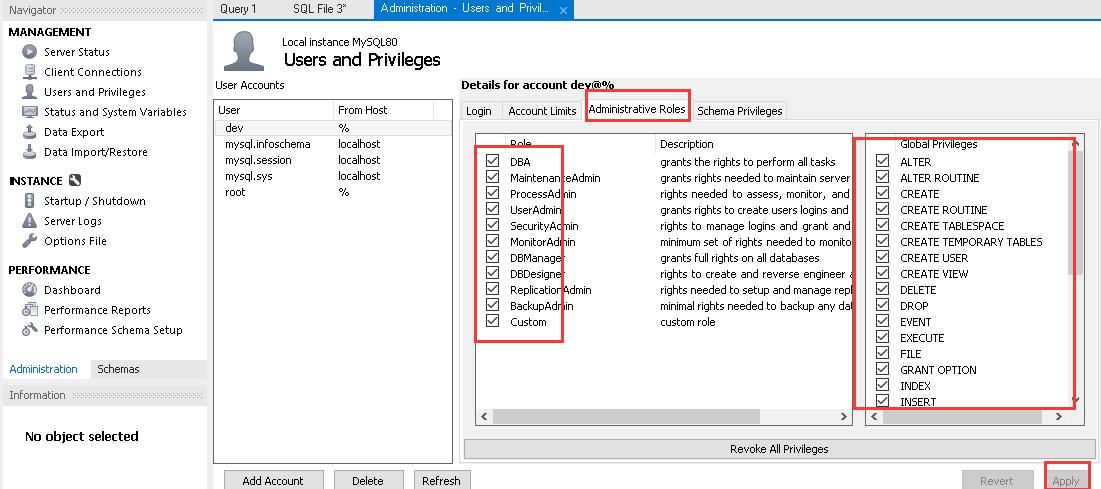 Navigator
Query 1
SQL File 3*
Administration - Users and Privil...
MANAGEMENT
Server Status
Client Connections
Users and Privileges
Status and System Variables
Data Export
Data Import/Restore
INSTANCE
Startup / Shutdown
Server Logs
Options File
PERFORMANCE
Dashboard
Performance Reports
Performance Schema Setup
Administration
Schemas
Information
No object selected
Local instance MySQL80
Users and Privileges
User Accounts
User
From Host
dev
%
mysql.infoschema
localhost
mysql.session
localhost
mysql.sys
localhost
root
%
Add Account
Delete
Refresh
Details for account dev@%
Login
Account Limits
Administrative Roles
Schema Privileges
Role
Description
DBA
grants the rights to perform all tasks
MaintenanceAdmin
grants rights needed to maintain server
ProcessAdmin
rights needed to assess, monitor, and
UserAdmin
grants rights to create users logins and
SecurityAdmin
rights to manage logins and grant and
MonitorAdmin
minimum set of rights needed to monito
DBManager
grants full rights on all databases
DBDesigner
rights to create and reverse engineer a
ReplicationAdmin
rights needed to setup and manage repl
BackupAdmin
minimal rights needed to backup any dat
Custom
custom role
Global Privileges
ALTER
ALTER ROUTINE
CREATE
CREATE ROUTINE
CREATE TABLESPACE
CREATE TEMPORARY TABLES
CREATE USER
CREATE VIEW
DELETE
DROP
EVENT
EXECUTE
FILE
GRANT OPTION
INDEX
INSERT
Revoke All Privileges
Revert
Apply